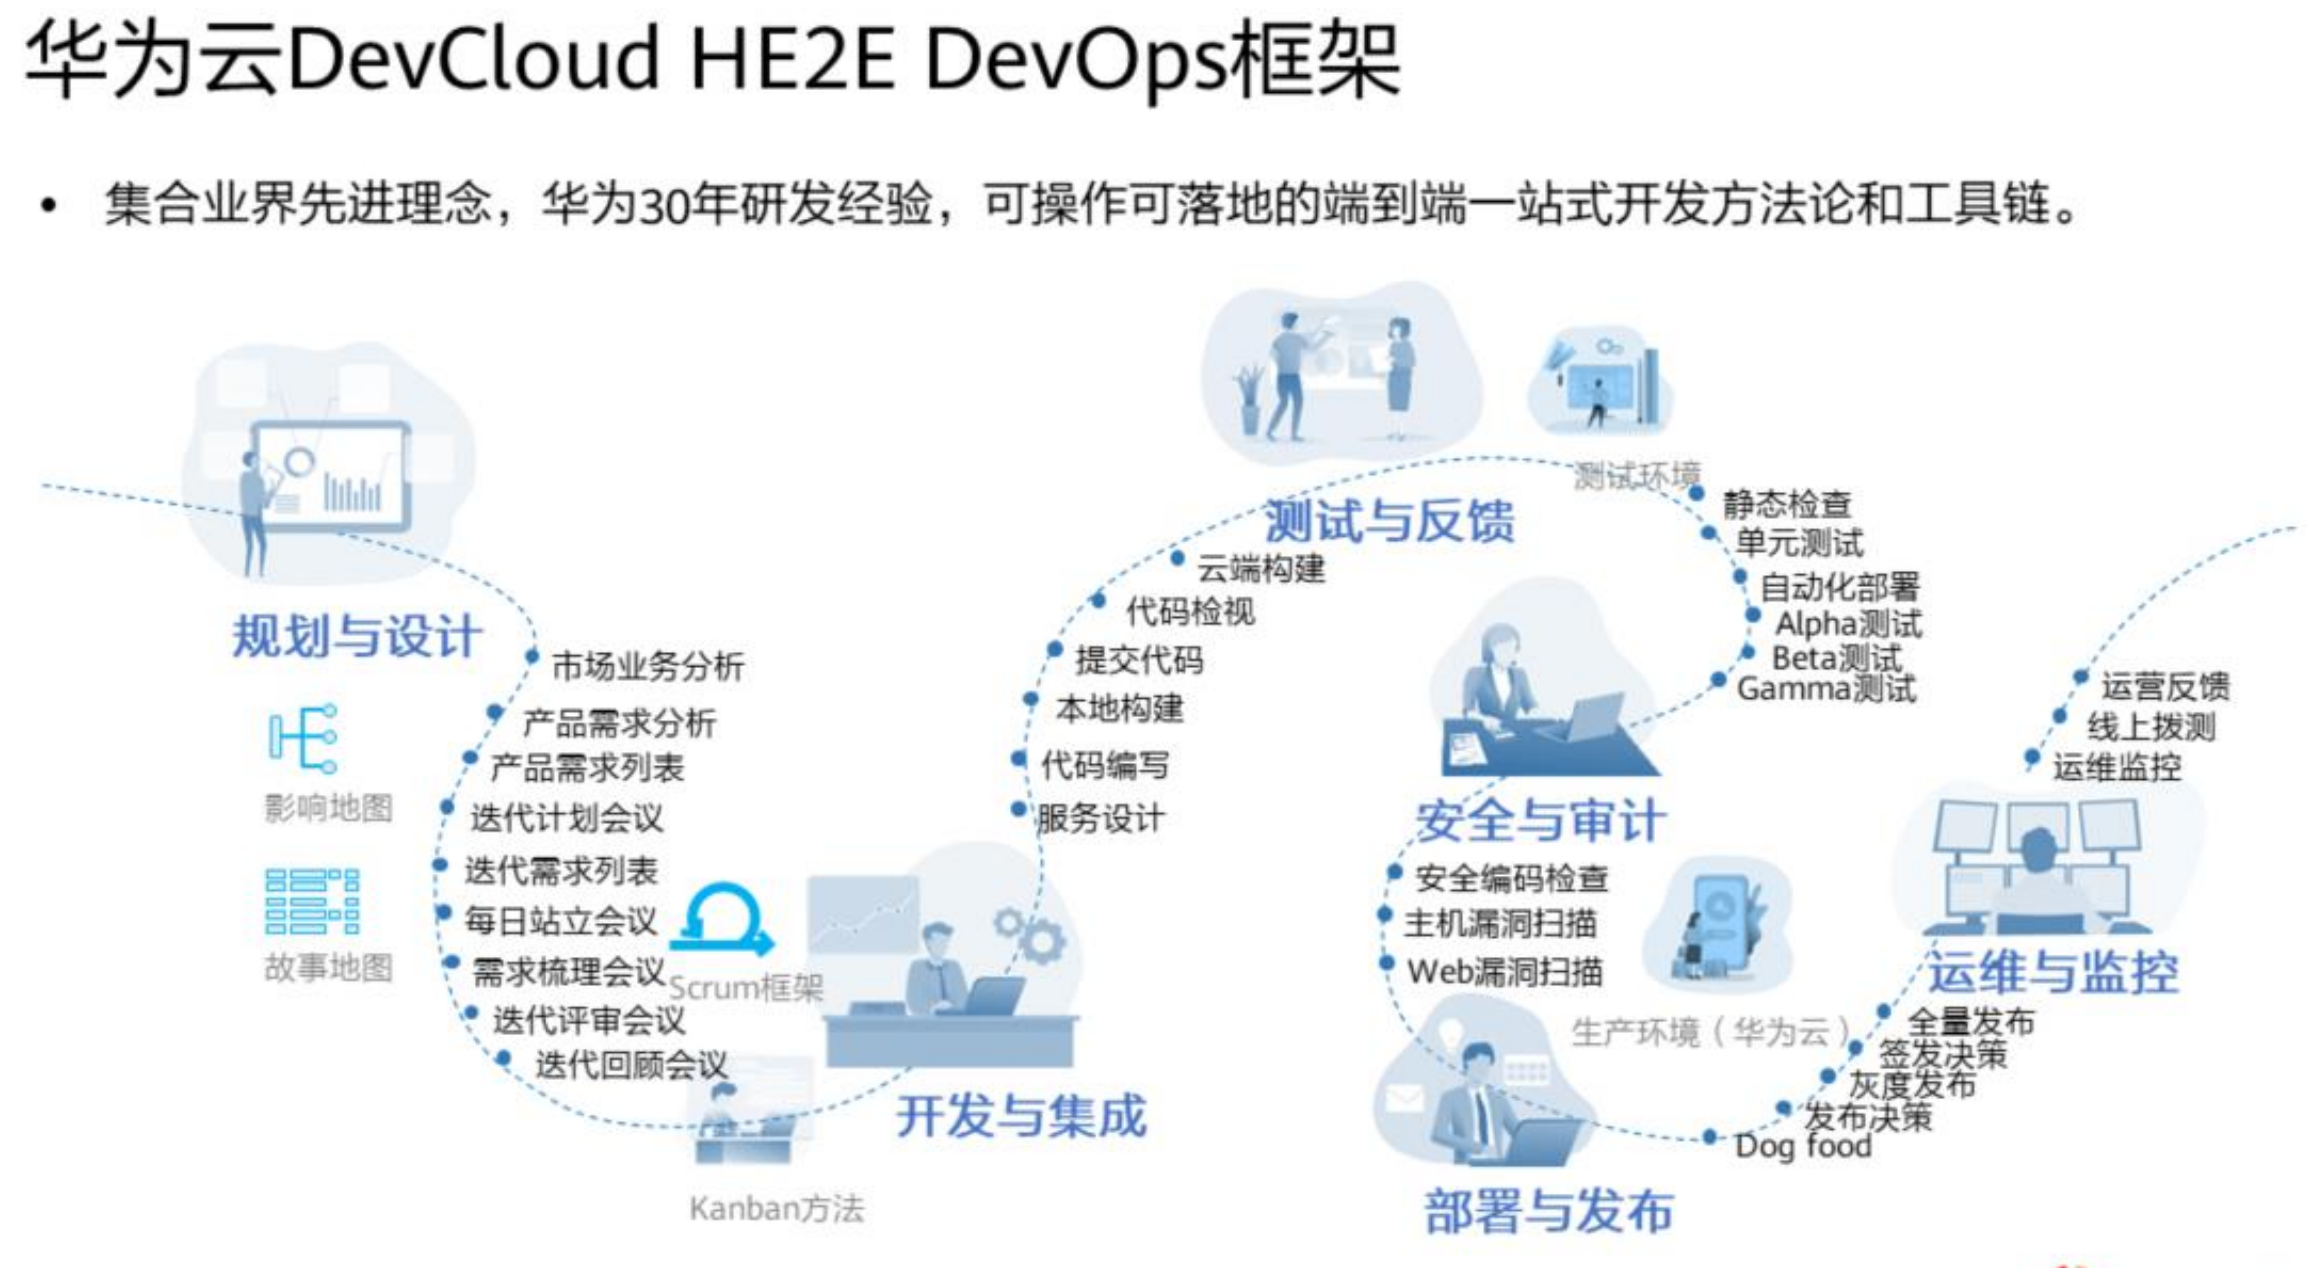 华为云DevCloud HE2E DevOps框架
• 集合业界先进理念，华为30年研发经验，可操作可落地的端到端一站式开发方法论和工具链。
规划与设计
影响地图
故事地图
市场业务分析
产品需求分析
产品需求列表
迭代计划会议
迭代需求列表
每日站立会议
需求梳理会议
迭代评审会议
迭代回顾会议
Scrum框架
Kanban方法
开发与集成
服务设计
代码编写
本地构建
提交代码
代码检视
云端构建
测试与反馈
测试环境
静态检查
单元测试
自动化部署
Alpha测试
Beta测试
Gamma测试
安全与审计
安全编码检查
主机漏洞扫描
Web漏洞扫描
生产环境（华为云）
部署与发布
Dog food
发布决策
灰度发布
签发决策
全量发布
运维与监控
运维监控
线上拨测
运营反馈